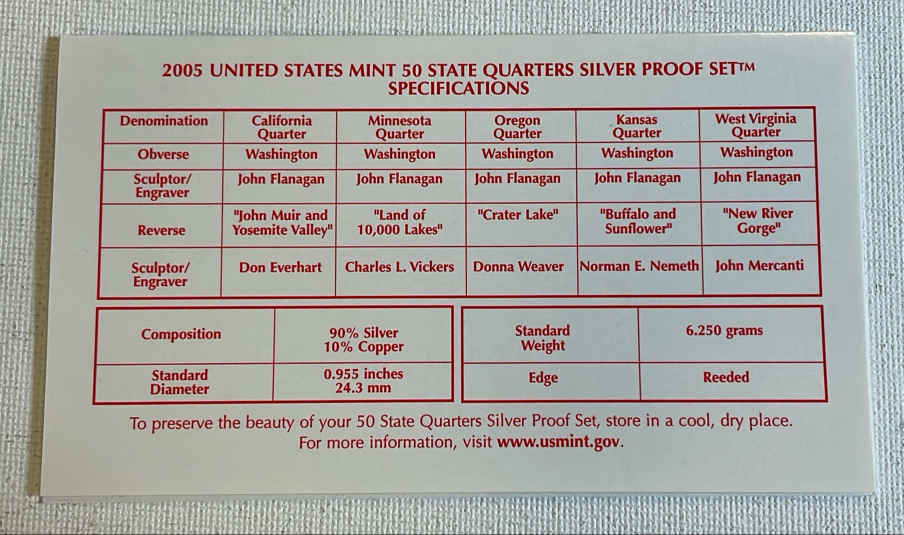 2005 UNITED STATES MINT 50 STATE QUARTERS SILVER PROOF SET™
SPECIFICATIONS
Denomination California Quarter Minnesota Quarter Oregon Quarter Kansas Quarter West Virginia Quarter
Obverse Washington Washington Washington Washington Washington
Sculptor/ Engraver John Flanagan John Flanagan John Flanagan John Flanagan John Flanagan
Reverse "John Muir and Yosemite Valley" "Land of 10,000 Lakes" "Crater Lake" "Buffalo and Sunflower" "New River Gorge"
Sculptor/ Engraver Don Everhart Charles L. Vickers Donna Weaver Norman E. Nemeth John Mercanti
Composition 90% Silver 10% Copper
Standard Diameter 0.955 inches 24.3 mm
Standard Weight 6.250 grams
Edge Reeded
To preserve the beauty of your 50 State Quarters Silver Proof Set, store in a cool, dry place.
For more information, visit www.usmint.gov.